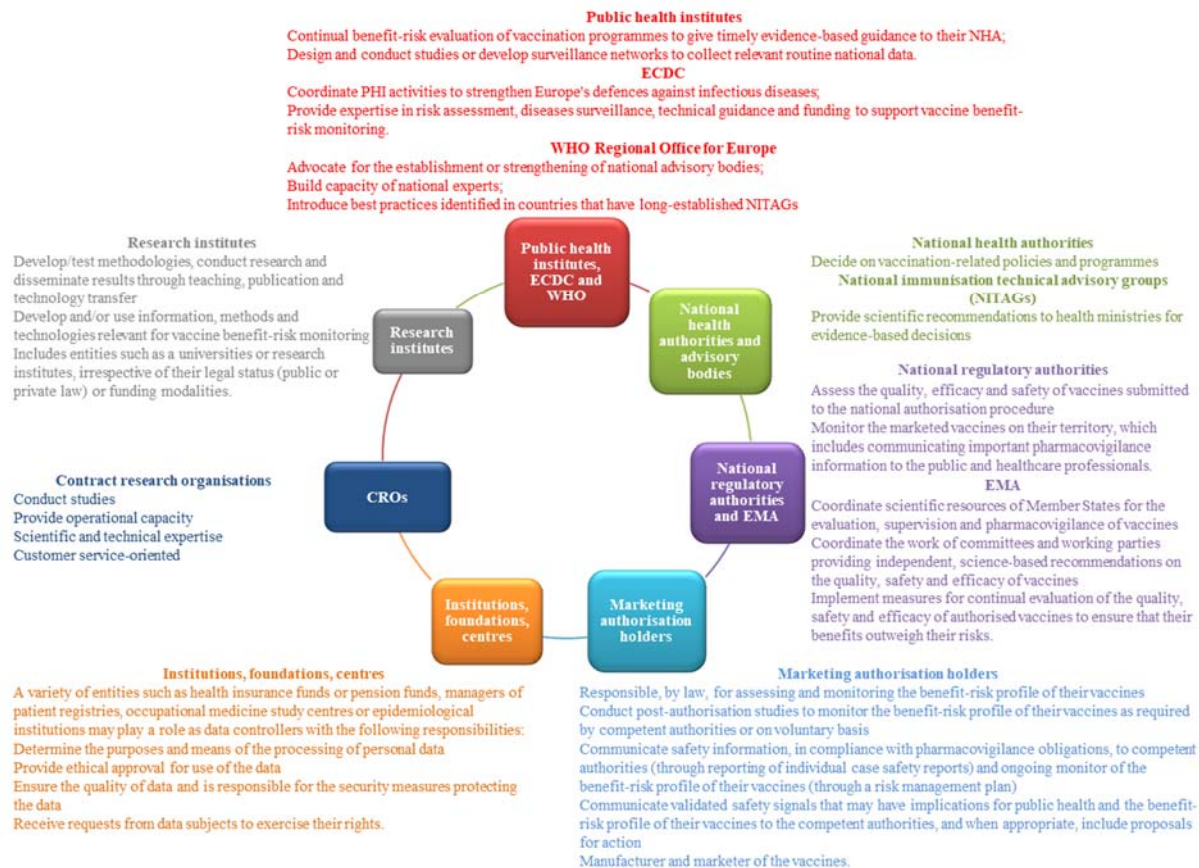 Public health institutes
Continual benefit-risk evaluation of vaccination programmes to give timely evidence-based guidance to their NHA;
Design and conduct studies or develop surveillance networks to collect relevant routine national data.
ECDC
Coordinate PHI activities to strengthen Europe's defences against infectious diseases;
Provide expertise in risk assessment, diseases surveillance, technical guidance and funding to support vaccine benefit-
risk monitoring.
WHO Regional Office for Europe
Advocate for the establishment or strengthening of national advisory bodies;
Build capacity of national experts;
Introduce best practices identified in countries that have long-established NITAGs
Public health
institutes,
ECDC and
WHO
Research institutes
Develop/test methodologies, conduct research and
disseminate results through teaching, publication and
technology transfer
Develop and/or use information, methods and
technologies relevant for vaccine benefit-risk monitoring
Includes entities such as a universities or research
institutes, irrespective of their legal status (public or
private law) or funding modalities.
Research
institutes
National
health
authorities and
advisory
bodies
National health authorities
Decide on vaccination-related policies and programmes
National immunisation technical advisory groups
(NITAGs)
Provide scientific recommendations to health ministries for
evidence-based decisions
National regulatory authorities
Assess the quality, efficacy and safety of vaccines submitted
to the national authorisation procedure
Monitor the marketed vaccines on their territory, which
includes communicating important pharmacovigilance
information to the public and healthcare professionals.
EMA
Coordinate scientific resources of Member States for the
evaluation, supervision and pharmacovigilance of vaccines
Coordinate the work of committees and working parties
providing independent, science-based recommendations on
the quality, safety and efficacy of vaccines
Implement measures for continual evaluation of the quality,
safety and efficacy of authorised vaccines to ensure that their
benefits outweigh their risks.
Contract research organisations
Conduct studies
Provide operational capacity
Scientific and technical expertise
Customer service-oriented
CROs
National
regulatory
authorities
and EMA
Institutions,
foundations,
centres
Marketing
authorisation
holders
Institutions, foundations, centres
A variety of entities such as health insurance funds or pension funds, managers of
patient registries, occupational medicine study centres or epidemiological
institutions may play a role as data controllers with the following responsibilities:
Determine the purposes and means of the processing of personal data
Provide ethical approval for use of the data
Ensure the quality of data and is responsible for the security measures protecting
the data
Receive requests from data subjects to exercise their rights.
Marketing authorisation holders
Responsible, by law, for assessing and monitoring the benefit-risk profile of their vaccines
Conduct post-authorisation studies to monitor the benefit-risk profile of their vaccines as required
by competent authorities or on voluntary basis
Communicate safety information, in compliance with pharmacovigilance obligations, to competent
authorities (through reporting of individual case safety reports) and ongoing monitor of the
benefit-risk profile of their vaccines (through a risk management plan)
Communicate validated safety signals that may have implications for public health and the benefit-
risk profile of their vaccines to the competent authorities, and when appropriate, include proposals
for action
Manufacturer and marketer of the vaccines.